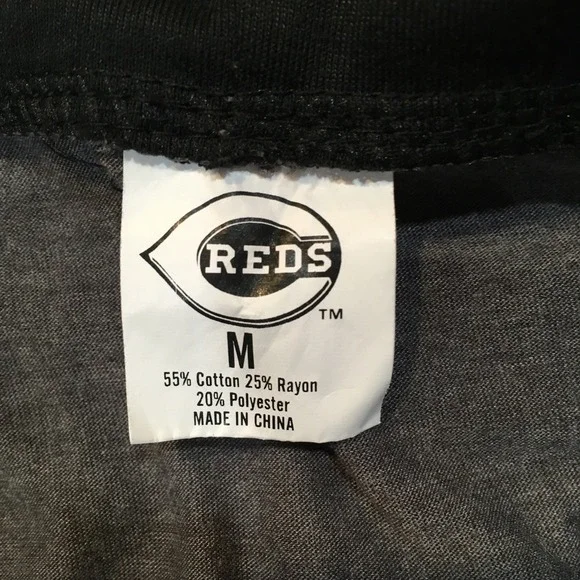 REDS
TM
M
55% Cotton 25% Rayon
20% Polyester
MADE IN CHINA